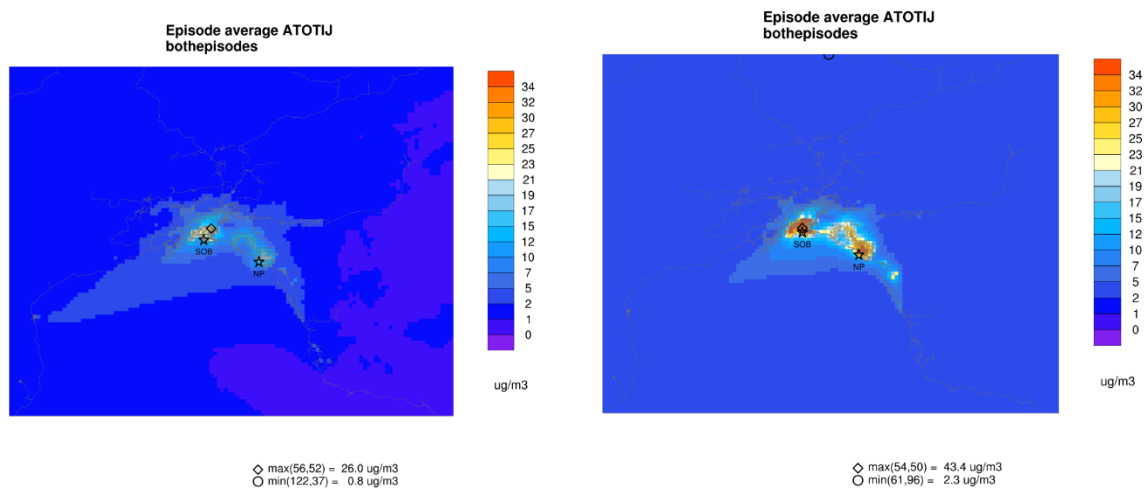 Episode average ATOTIJ
bothepisodes
34
32
30
27
25
23
21
19
17
15
12
10
7
5
2
1
0
ug/m3
SOB
NP
max(56,52) = 26.0 ug/m3
min(122,37) = 0.8 ug/m3
Episode average ATOTIJ
bothepisodes
34
32
30
27
25
23
21
19
17
15
12
10
7
5
2
1
0
ug/m3
SOB
NP
max(54,50) = 43.4 ug/m3
min(61,96) = 2.3 ug/m3